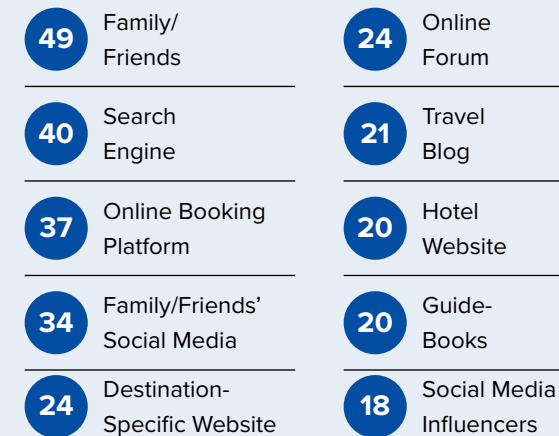 49
Family/
Friends
40
Search
Engine
37
Online Booking
Platform
34
Family/Friends’
Social Media
24
Destination-
Specific Website
24
Online
Forum
21
Travel
Blog
20
Hotel
Website
20
Guide-
Books
18
Social Media
Influencers